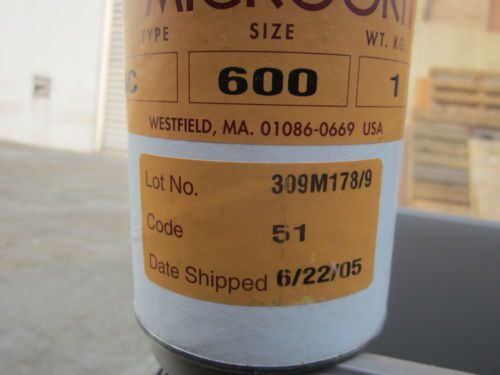 TYPE SIZE WT. KG.
600 1
WESTFIELD, MA. 01086-0669 USA
Lot No. 309M178/9
Code 51
Date Shipped 6/22/05